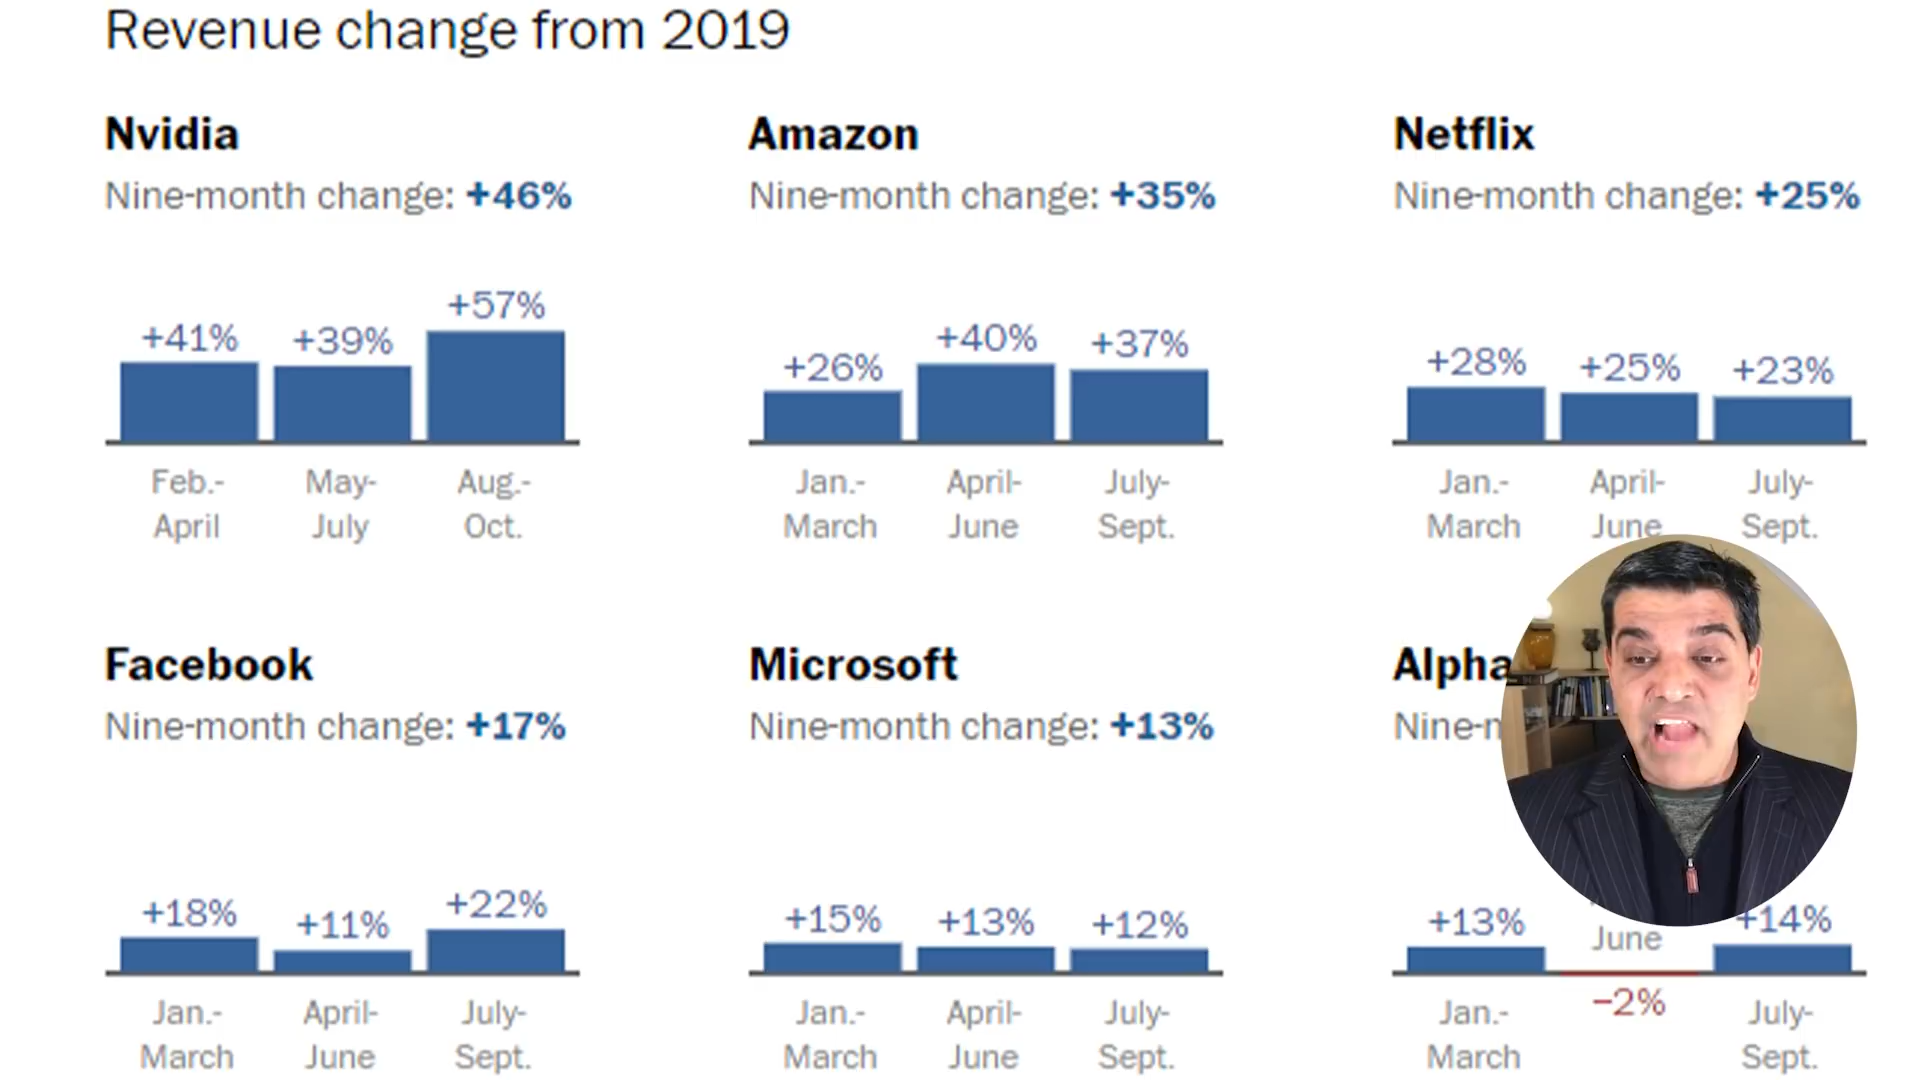 Revenue change from 2019
Nvidia
Nine-month change: +46%
+41%
+39%
+57%
Feb.-
April
May-
July
Aug.-
Oct.
Amazon
Nine-month change: +35%
+26%
+40%
+37%
Jan.-
March
April-
June
July-
Sept.
Netflix
Nine-month change: +25%
+28%
+25%
+23%
Jan.-
March
April-
June
July-
Sept.
Facebook
Nine-month change: +17%
+18%
+11%
+22%
Jan.-
March
April-
June
July-
Sept.
Microsoft
Nine-month change: +13%
+15%
+13%
+12%
Jan.-
March
April-
June
July-
Sept.
Alpha
Nine-
+13%
June
+14%
−2%
Jan.-
March
July-
Sept.